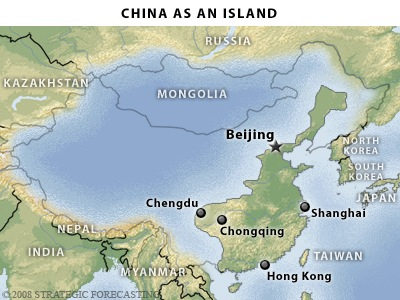 CHINA AS AN ISLAND
RUSSIA
KAZAKHSTAN
MONGOLIA
Beijing
NORTH
KOREA
SOUTH
KOREA
JAPAN
Chengdu
Shanghai
Chongqing
NEPAL
TAIWAN
INDIA
MYANMAR
Hong Kong
©2008 STRATEGIC FORECASTING